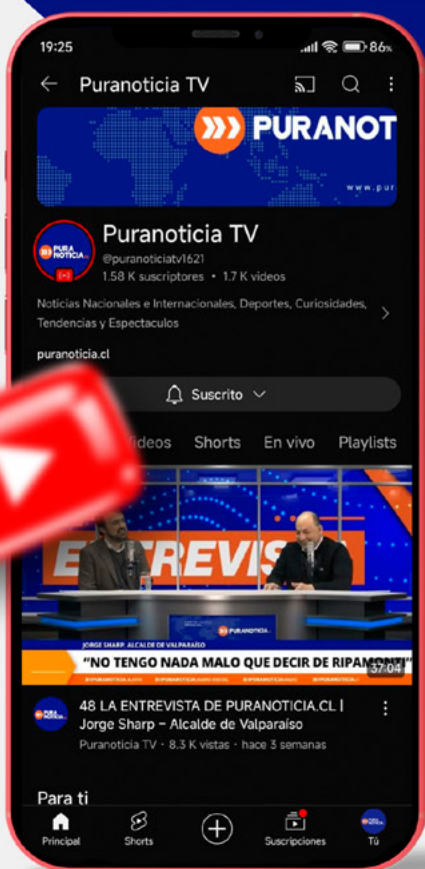 19:25
86%
Puranoticia TV
PURANOT
www.pur
PURA
NOTICIA
Puranoticia TV
@puranoticiatv1621
1.58 K suscriptores • 1.7 K videos
Noticias Nacionales e Internacionales, Deportes, Curiosidades,
Tendencias y Espectaculos
puranoticia.cl
Suscrito
ideos Shorts En vivo Playlists
ENTREVIS
PURANOTICIA
JORGE SHARP, ALCALDE DE VALPARAÍSO
"NO TENGO NADA MALO QUE DECIR DE RIPAMONTI"
37:04
48 LA ENTREVISTA DE PURANOTICIA.CL |
Jorge Sharp – Alcalde de Valparaíso
Puranoticia TV · 8.3 K vistas · hace 3 semanas
Para ti
Principal Shorts Suscripciones Tú